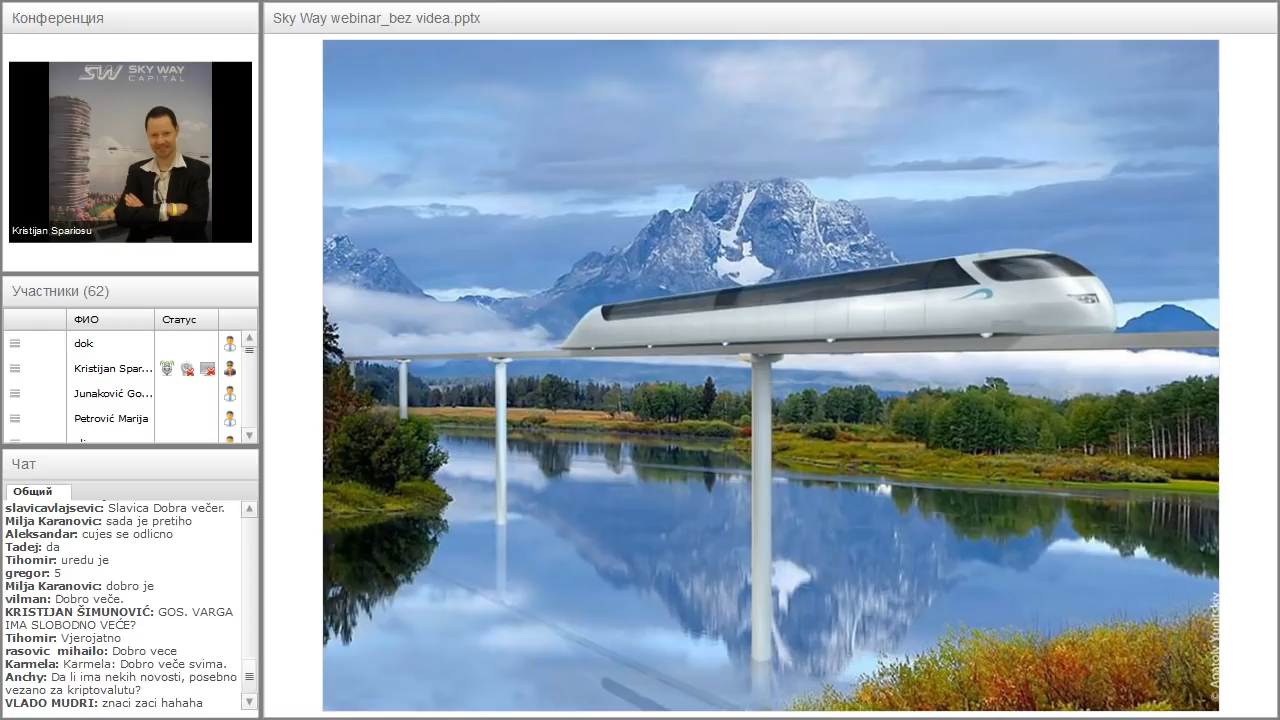 Конференция
Sky Way webinar_bez videa.pptx
SW SKY WAY
CAPITAL
Kristijan Spariosu
Участники (62)
ФИО
Статус
dok
Kristijan Spar...
Junaković Go...
Petrović Marija
Чат
Общий
slavicavlajsevic: Slavica Dobra večer.
Milja Karanovic: sada je pretiho
Aleksandar: cujes se odlicno
Tadej: da
Tihomir: uredu je
gregor: 5
Milja Karanovic: dobro je
vilman: Dobro veče.
KRISTIJAN ŠIMUNOVIĆ: GOS. VARGA
IMA SLOBODNO VEĆE?
Tihomir: Vjerojatno
rasovic mihailo: Dobro vece
Karmela: Karmela: Dobro veče svima.
Anchy: Da li ima nekih novosti, posebno
vezano za kriptovalutu?
VLADO MUDRI: znaci zaci hahaha
© Anatoly Yunitskiy